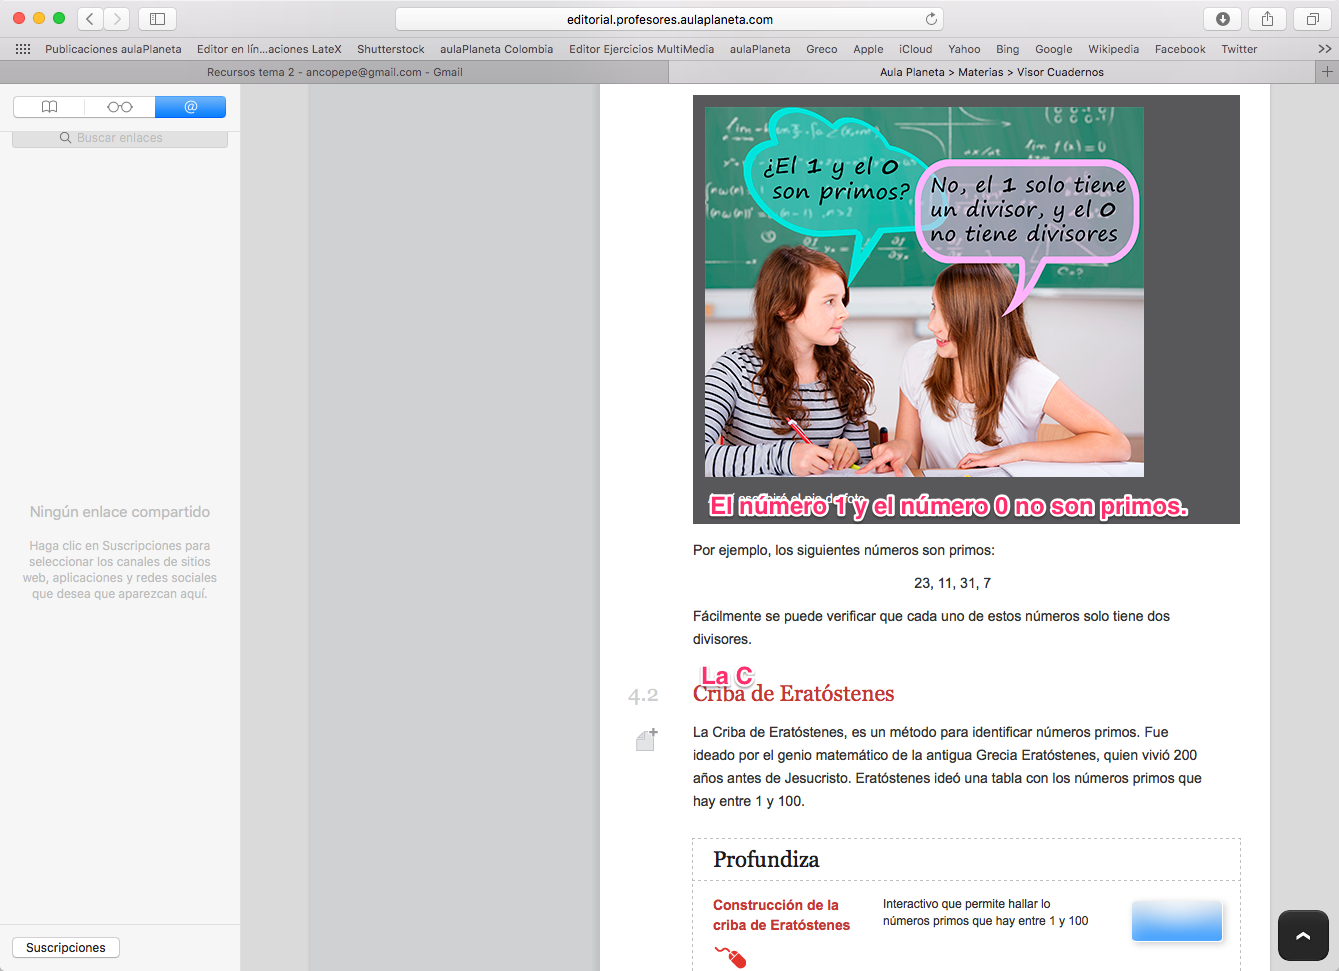 editorial.profesores.aulaplaneta.com
Publicaciones aulaPlaneta
Editor en lín...aciones LateX
Shutterstock
aulaPlaneta Colombia
Editor Ejercicios MultiMedia
aulaPlaneta
Greco
Apple
iCloud
Yahoo
Bing
Google
Wikipedia
Facebook
Twitter
Recursos tema 2 - ancopepe@gmail.com - Gmail
Aula Planeta > Materias > Visor Cuadernos
@
Buscar enlaces
Ningún enlace compartido
Haga clic en Suscripciones para
seleccionar los canales de sitios
web, aplicaciones y redes sociales
que desea que aparezcan aquí.
Suscripciones
¿El 1 y el 0
son primos?
No, el 1 solo tiene
un divisor, y el 0
no tiene divisores
El número 1 y el número 0 no son primos.
Por ejemplo, los siguientes números son primos:
23, 11, 31, 7
Fácilmente se puede verificar que cada uno de estos números solo tiene dos
divisores.
La C
4.2 Criba de Eratóstenes
La Criba de Eratóstenes, es un método para identificar números primos. Fue
ideado por el genio matemático de la antigua Grecia Eratóstenes, quien vivió 200
años antes de Jesucristo. Eratóstenes ideó una tabla con los números primos que
hay entre 1 y 100.
Profundiza
Construcción de la
criba de Eratóstenes
Interactivo que permite hallar lo
números primos que hay entre 1 y 100